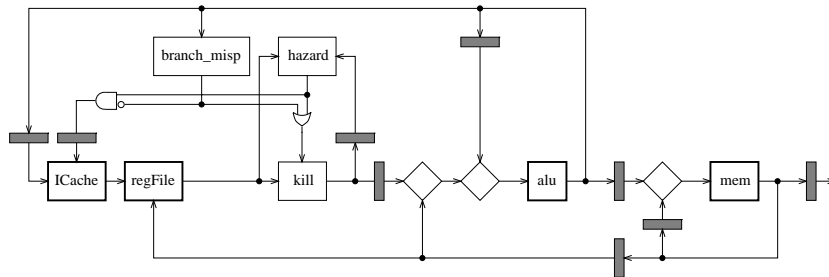 branch_misp
hazard
ICache
regFile
kill
alu
mem